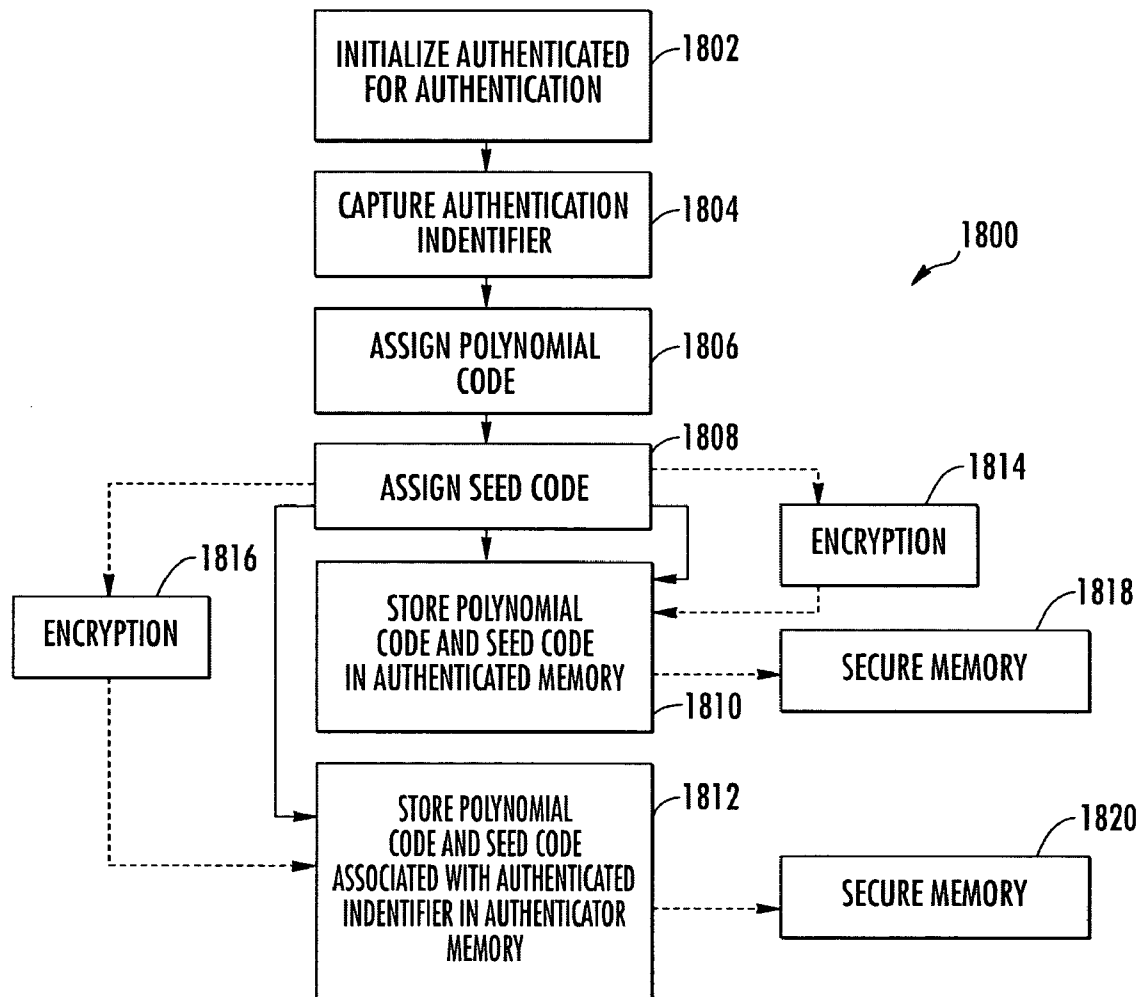 INITIALIZE AUTHENTICATED
FOR AUTHENTICATION
1802
CAPTURE AUTHENTICATION
INDENTIFIER
1804
1800
ASSIGN POLYNOMIAL
CODE
1806
ASSIGN SEED CODE
1808
ENCRYPTION
1814
ENCRYPTION
1816
STORE POLYNOMIAL
CODE AND SEED CODE
IN AUTHENTICATED MEMORY
1810
SECURE MEMORY
1818
STORE POLYNOMIAL
CODE AND SEED CODE
ASSOCIATED WITH AUTHENTICATED
INDENTIFIER IN AUTHENTICATOR
MEMORY
1812
SECURE MEMORY
1820